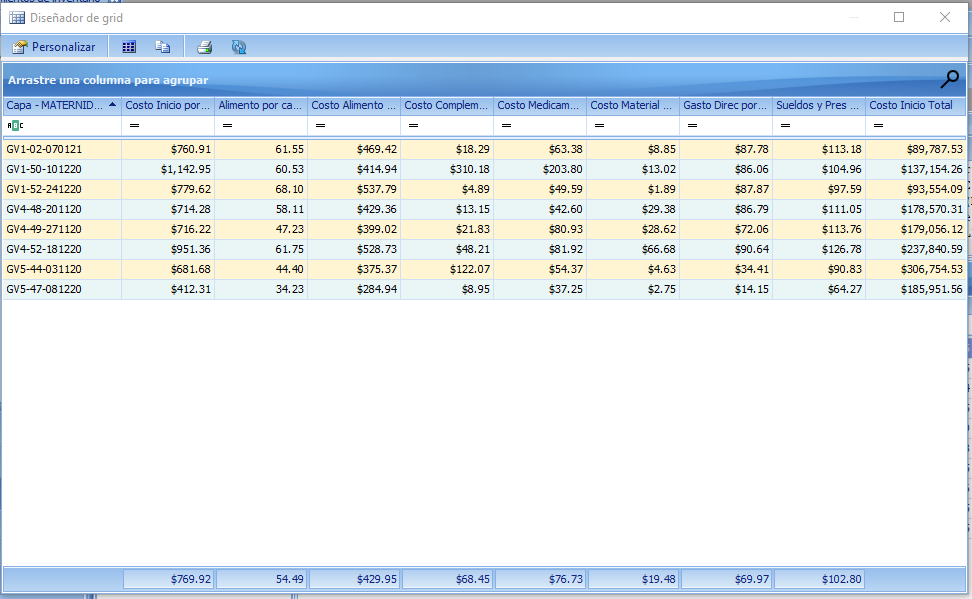 Diseñador de grid
Personalizar
Arrastre una columna para agrupar
Capa - MATERNID... Costo Inicio por... Alimento por ca... Costo Alimento ... Costo Complem... Costo Medicam... Costo Material ... Gasto Direc por... Sueldos y Pres ... Costo Inicio Total
ABC = = = = = = = = =
GV1-02-070121 $760.91 61.55 $469.42 $18.29 $63.38 $8.85 $87.78 $113.18 $89,787.53
GV1-50-101220 $1,142.95 60.53 $414.94 $310.18 $203.80 $13.02 $86.06 $104.96 $137,154.26
GV1-52-241220 $779.62 68.10 $537.79 $4.89 $49.59 $1.89 $87.87 $97.59 $93,554.09
GV4-48-201120 $714.28 58.11 $429.36 $13.15 $42.60 $29.38 $86.79 $111.05 $178,570.31
GV4-49-271120 $716.22 47.23 $399.02 $21.83 $80.93 $28.62 $72.06 $113.76 $179,056.12
GV4-52-181220 $951.36 61.75 $528.73 $48.21 $81.92 $66.68 $90.64 $126.78 $237,840.59
GV5-44-031120 $681.68 44.40 $375.37 $122.07 $54.37 $4.63 $34.41 $90.83 $306,754.53
GV5-47-081220 $412.31 34.23 $284.94 $8.95 $37.25 $2.75 $14.15 $64.27 $185,951.56
$769.92 54.49 $429.95 $68.45 $76.73 $19.48 $69.97 $102.80